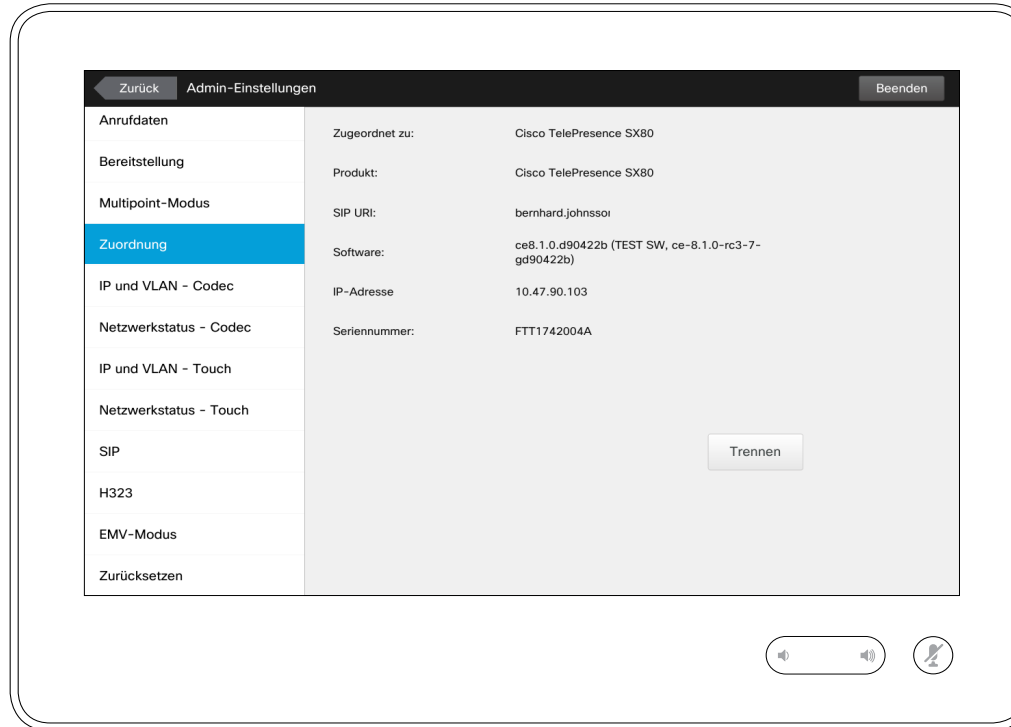 Zurück Admin-Einstellungen Beenden
Anrufdaten
Bereitstellung
Multipoint-Modus
Zuordnung
IP und VLAN - Codec
Netzwerkstatus - Codec
IP und VLAN - Touch
Netzwerkstatus - Touch
SIP
H323
EMV-Modus
Zurücksetzen
Zugeordnet zu: Cisco TelePresence SX80
Produkt: Cisco TelePresence SX80
SIP URI: bernhard.johnsso
Software: ce8.1.0.d90422b (TEST SW, ce-8.1.0-rc3-7-
gd90422b)
IP-Adresse 10.47.90.103
Seriennummer: FTT1742004A
Trennen